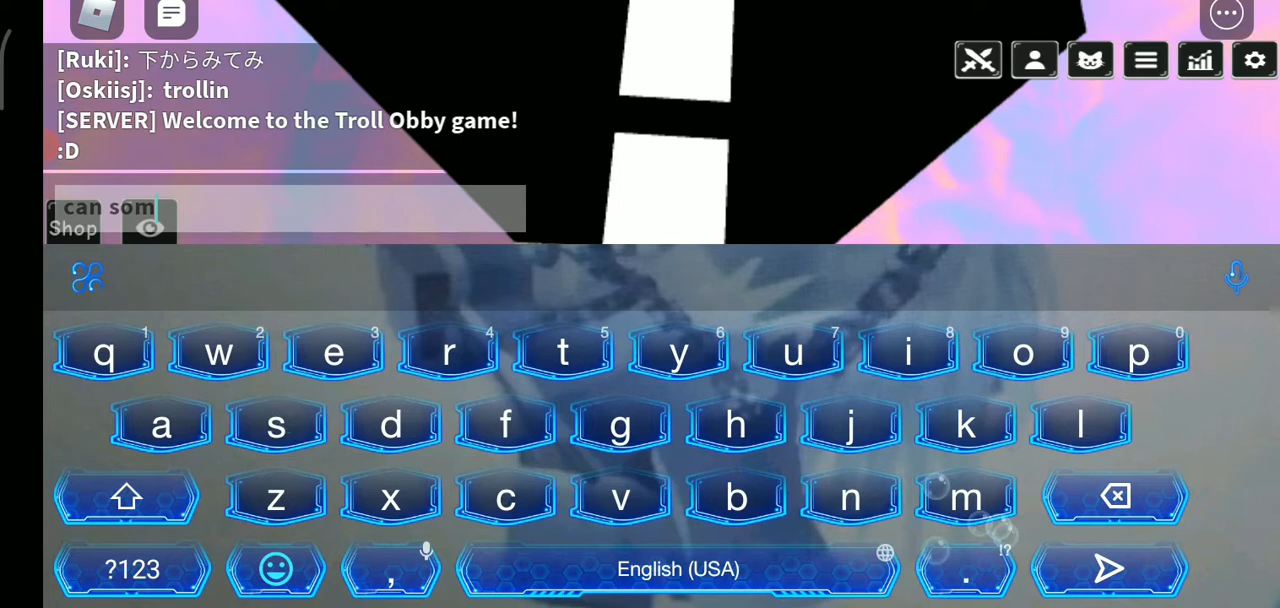 [Ruki]: 下からみてみ
[Oskiisj]: trollin
[SERVER] Welcome to the Troll Obby game!
:D
can som
Shop
1 2 3 4 5 6 7 8 9 0
q w e r t y u i o p
a s d f g h j k l
z x c v b n m
!?
?123 , English (USA) .